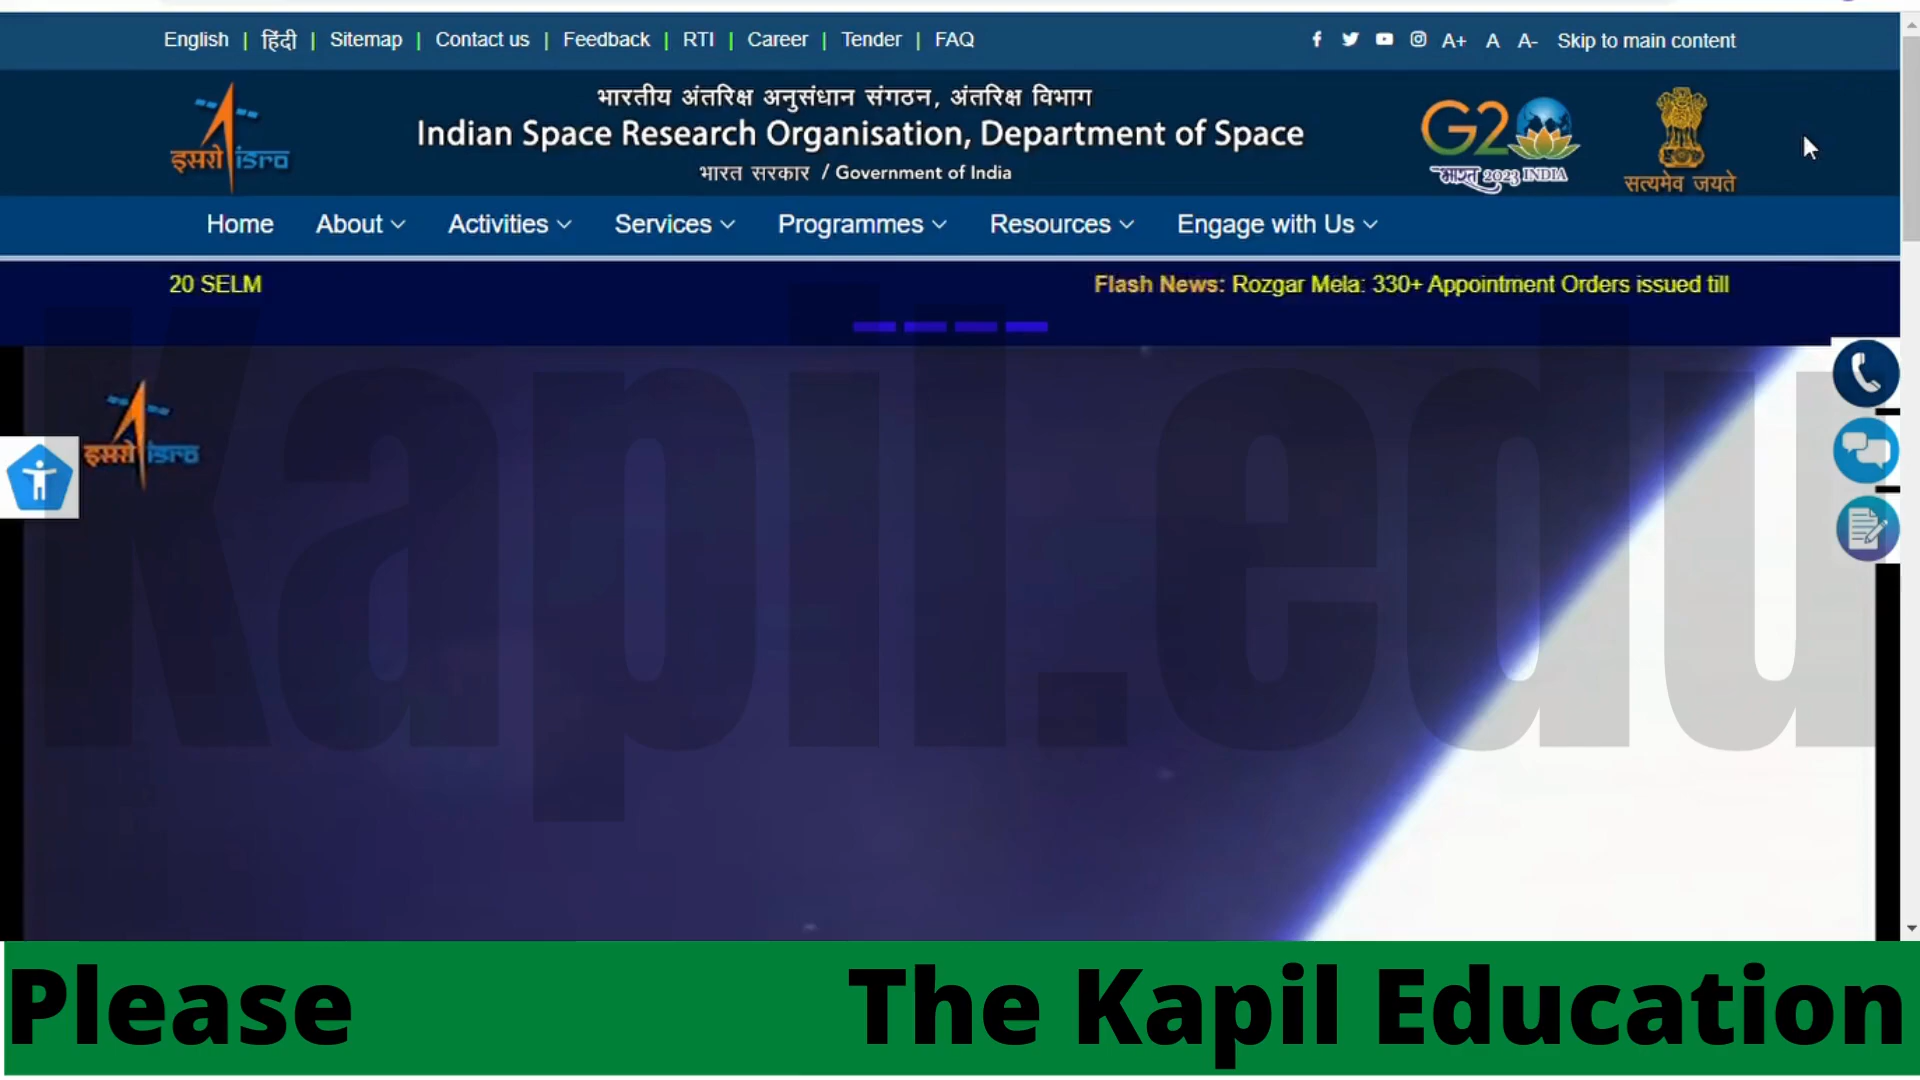 English | हिंदी | Sitemap | Contact us | Feedback | RTI | Career | Tender | FAQ
A+ A A- Skip to main content
भारतीय अंतरिक्ष अनुसंधान संगठन, अंतरिक्ष विभाग
Indian Space Research Organisation, Department of Space
भारत सरकार / Government of India
इसरो isro
G20
भारत 2023 INDIA
सत्यमेव जयते
Home About Activities Services Programmes Resources Engage with Us
20 SELM Flash News: Rozgar Mela: 330+ Appointment Orders issued till
इसरो isro
Kapil.edu
Please The Kapil Education